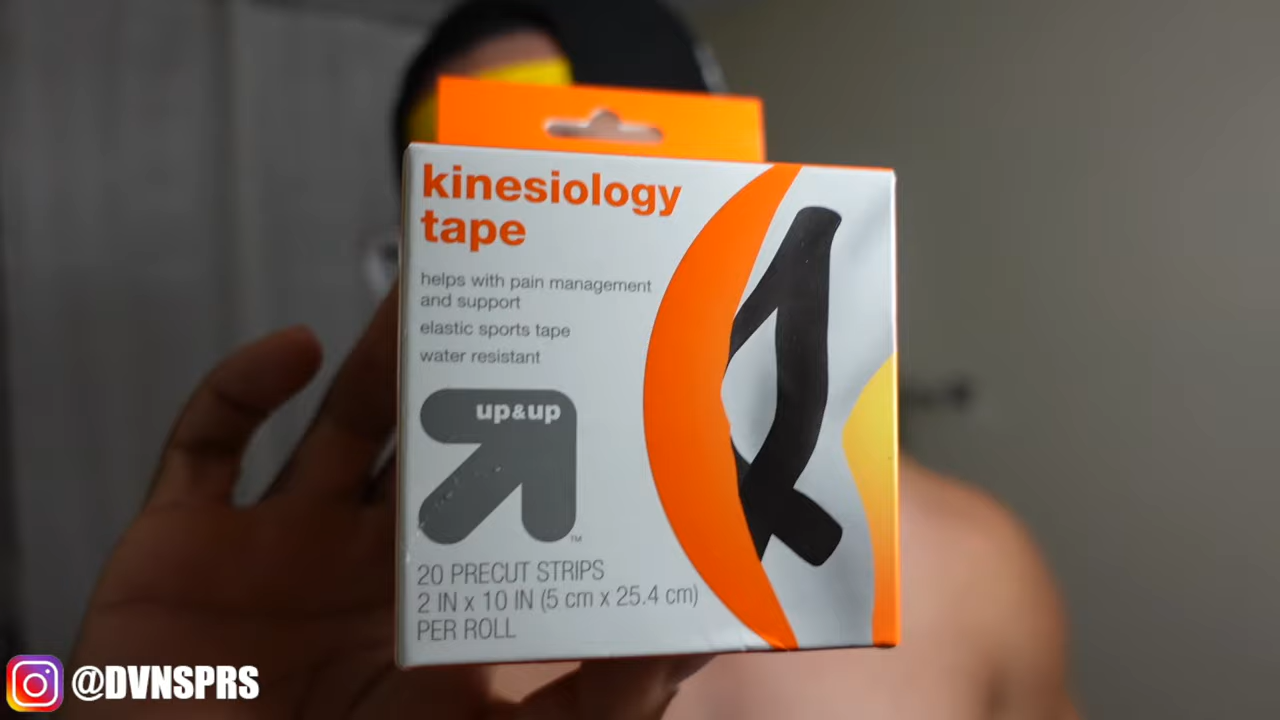 kinesiology
tape
helps with pain management
and support
elastic sports tape
water resistant
up&up
TM
20 PRECUT STRIPS
2 IN x 10 IN (5 cm x 25.4 cm)
PER ROLL
@DVNSPRS